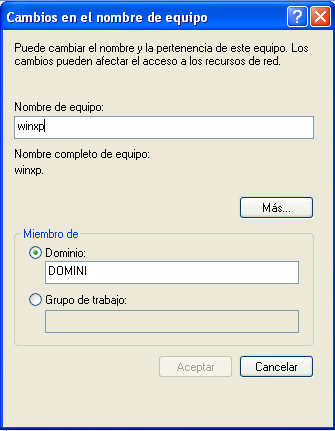 Cambios en el nombre de equipo
Puede cambiar el nombre y la pertenencia de este equipo. Los
cambios pueden afectar el acceso a los recursos de red.
Nombre de equipo:
winxp
Nombre completo de equipo:
winxp.
Más...
Miembro de
Dominio:
DOMINI
Grupo de trabajo:
Aceptar
Cancelar